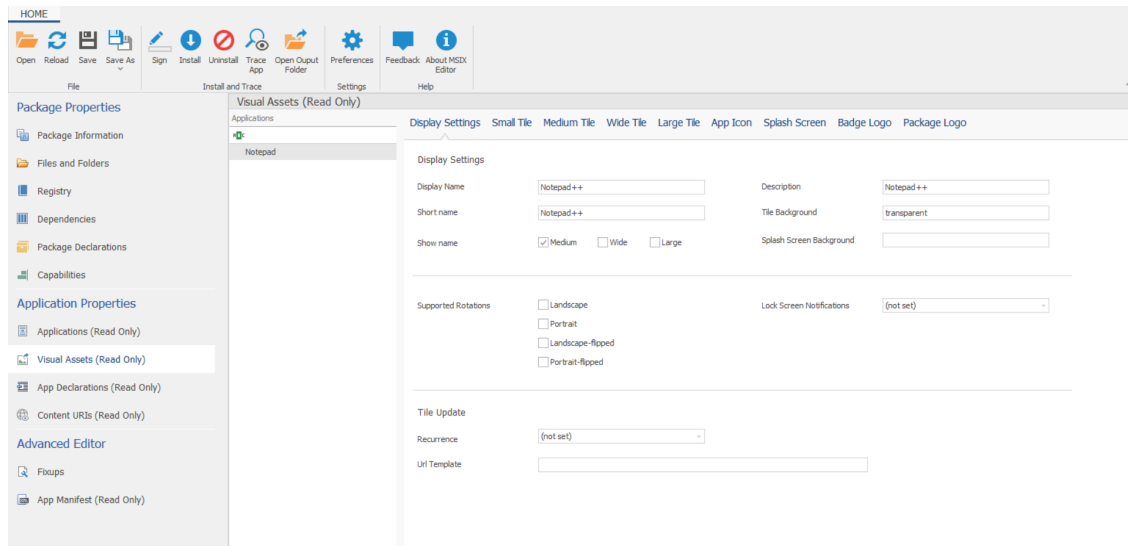 HOME
Open Reload Save Save As Sign Install Uninstall Trace App Open Ouput Folder Preferences Feedback About MSIX Editor
File Install and Trace Settings Help
Package Properties
Package Information
Files and Folders
Registry
Dependencies
Package Declarations
Capabilities
Application Properties
Applications (Read Only)
Visual Assets (Read Only)
App Declarations (Read Only)
Content URIs (Read Only)
Advanced Editor
Fixups
App Manifest (Read Only)
Visual Assets (Read Only)
Applications
Notepad
Display Settings Small Tile Medium Tile Wide Tile Large Tile App Icon Splash Screen Badge Logo Package Logo
Display Settings
Display Name Notepad++ Description Notepad++
Short name Notepad++ Tile Background transparent
Show name Medium Wide Large Splash Screen Background
Supported Rotations Landscape Lock Screen Notifications (not set)
Portrait
Landscape-flipped
Portrait-flipped
Tile Update
Recurrence (not set)
Url Template